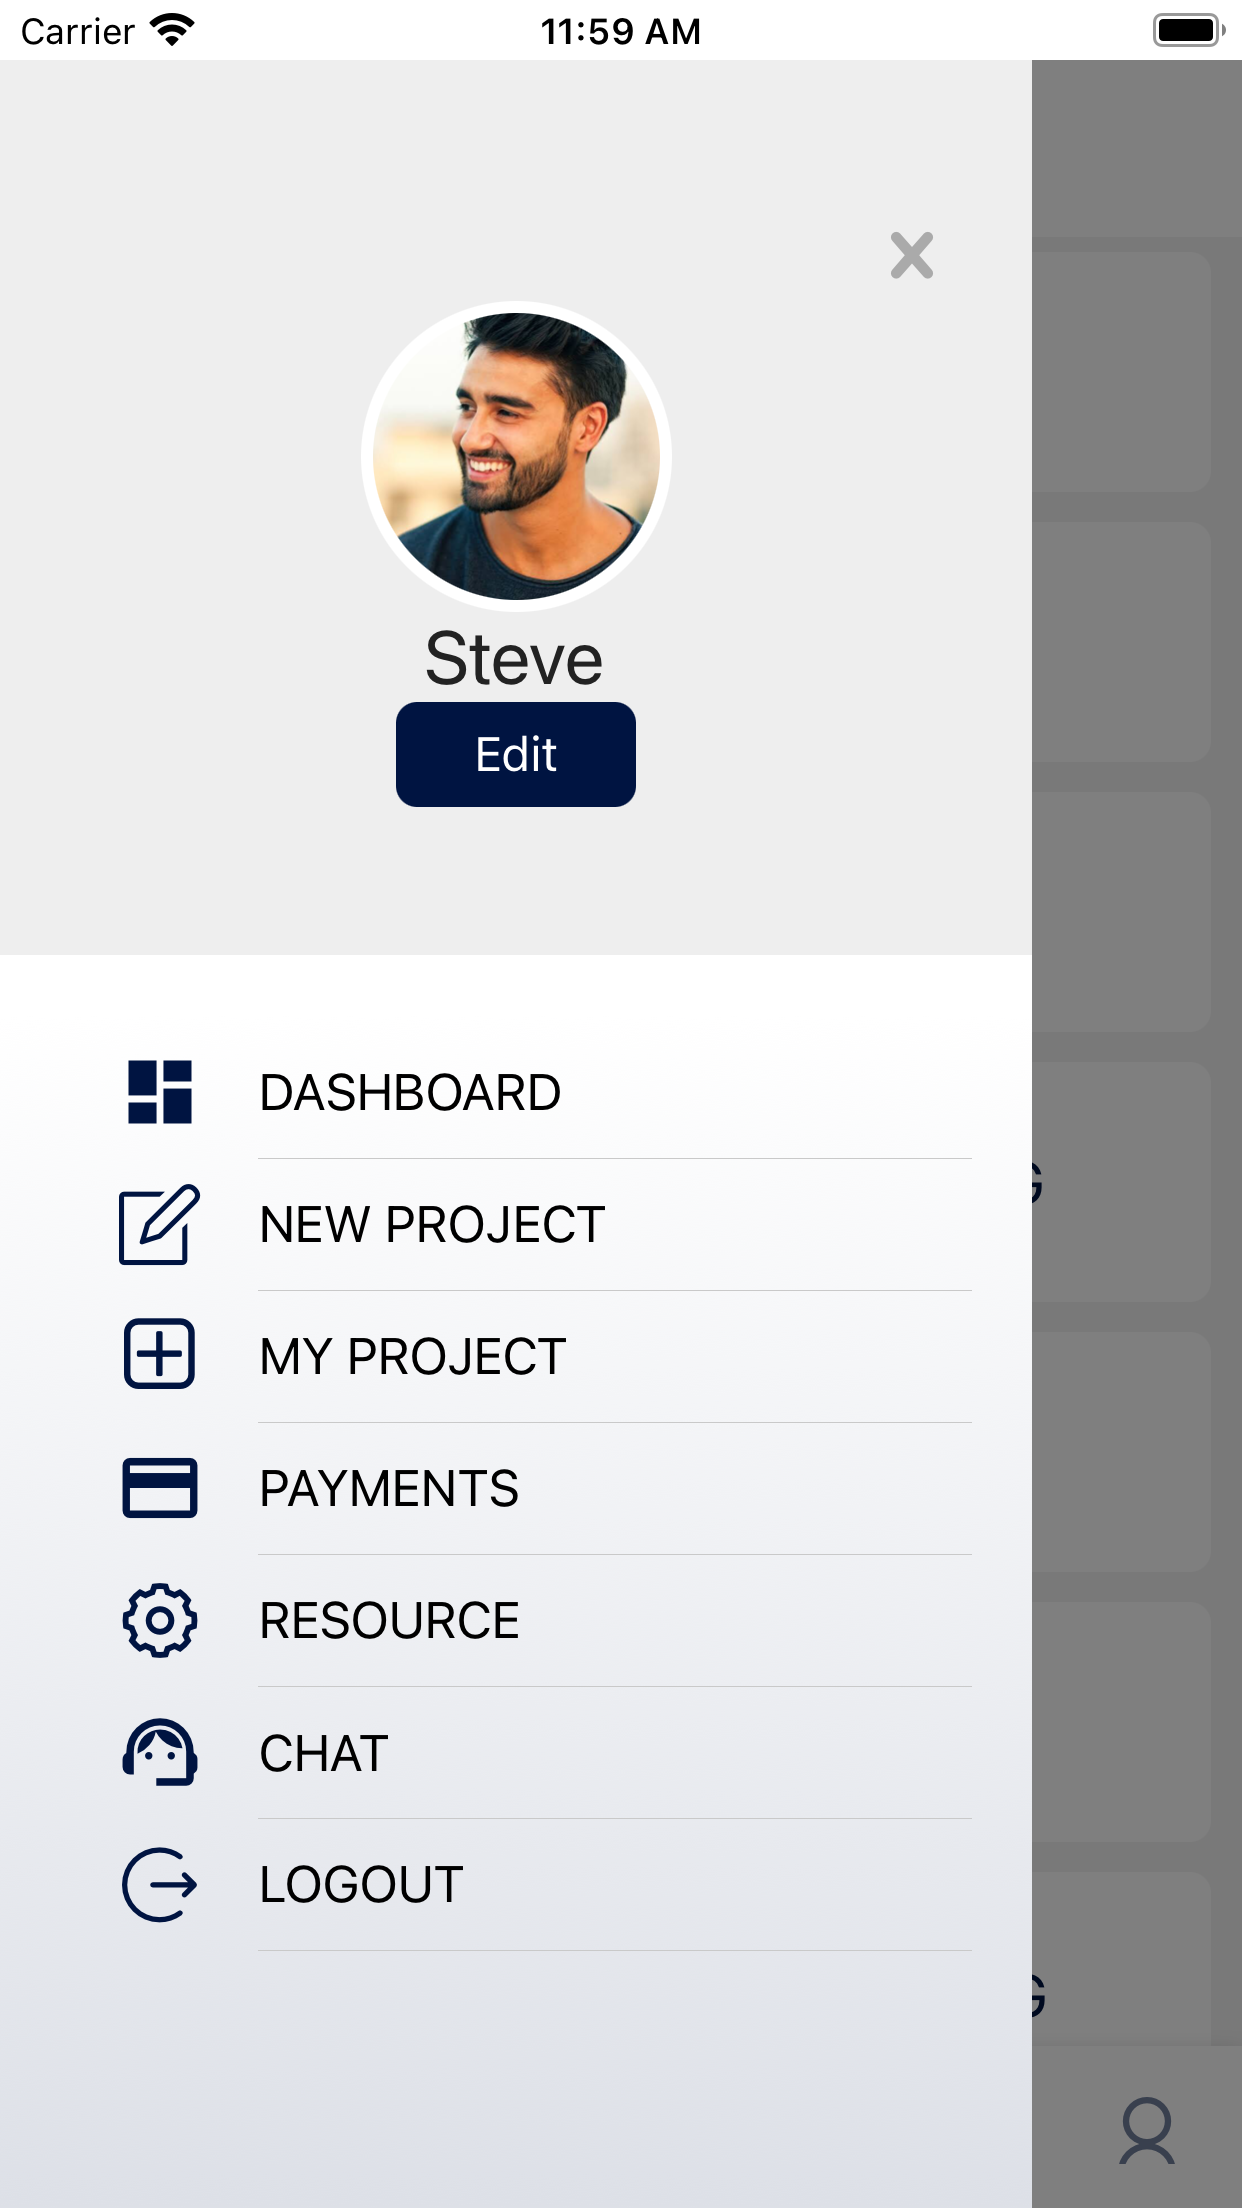 Carrier 11:59 AM
Steve
Edit
DASHBOARD
NEW PROJECT
MY PROJECT
PAYMENTS
RESOURCE
CHAT
LOGOUT